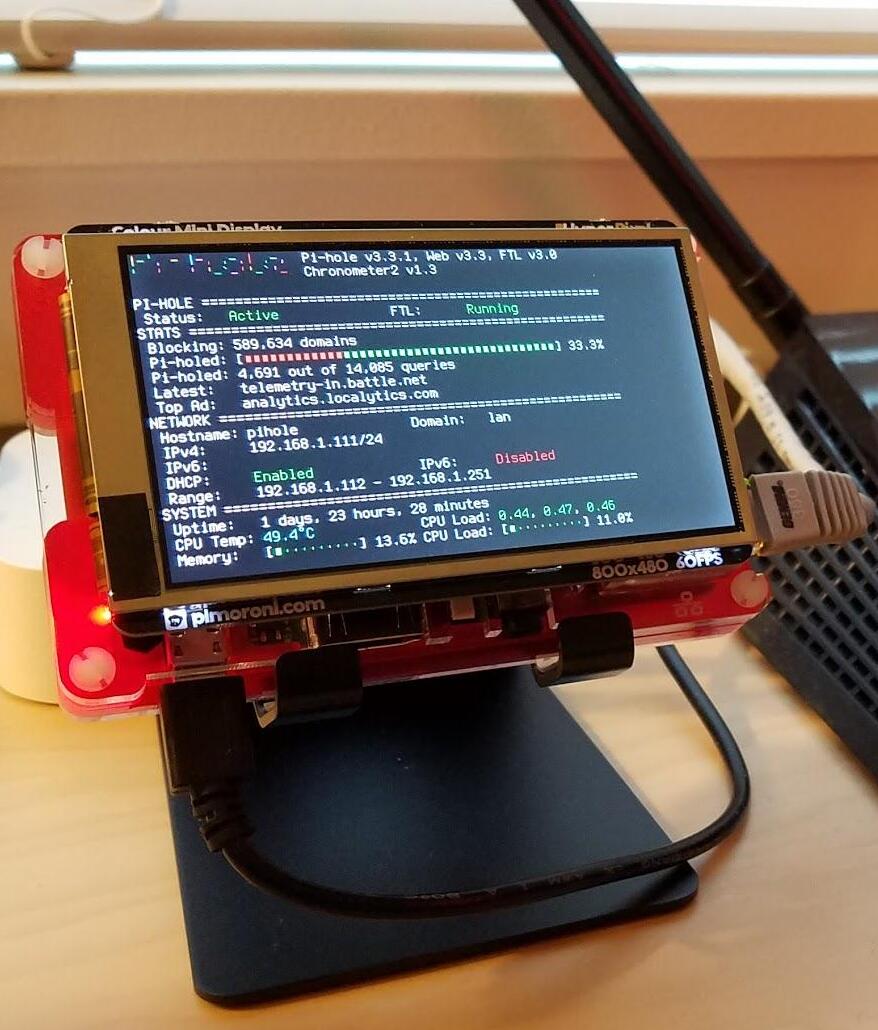 Colour Mini Display
Pi-hole v3.3.1, Web v3.3, FTL v3.0
Chronometer2 v1.3
PI-HOLE ================================================
Status: Active FTL: Running
STATS ==================================================
Blocking: 589.634 domains
Pi-holed: [ ] 33.3%
Pi-holed: 4.691 out of 14.085 queries
Latest: telemetry-in.battle.net
Top Ad: analytics.localytics.com
NETWORK ================================================
Hostname: pihole Domain: lan
IPv4: 192.168.1.111/24
IPv6:
DHCP: Enabled IPv6: Disabled
Range: 192.168.1.112 - 192.168.1.251
SYSTEM =================================================
Uptime: 1 days, 23 hours, 28 minutes
CPU Temp: 49.4°C CPU Load: 0.44, 0.47, 0.46
Memory: [ ] 13.6% CPU Load: [ ] 11.0%
800x480 60FPS
pimoroni.com